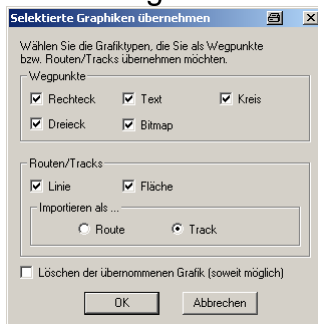 Selektierte Graphiken übernehmen
Wählen Sie die Grafiktypen, die Sie als Wegpunkte
bzw. Routen/Tracks übernehmen möchten.
Wegpunkte
Rechteck Text Kreis
Dreieck Bitmap
Routen/Tracks
Linie Fläche
Importieren als ...
Route Track
Löschen der übernommenen Grafik (soweit möglich)
OK Abbrechen